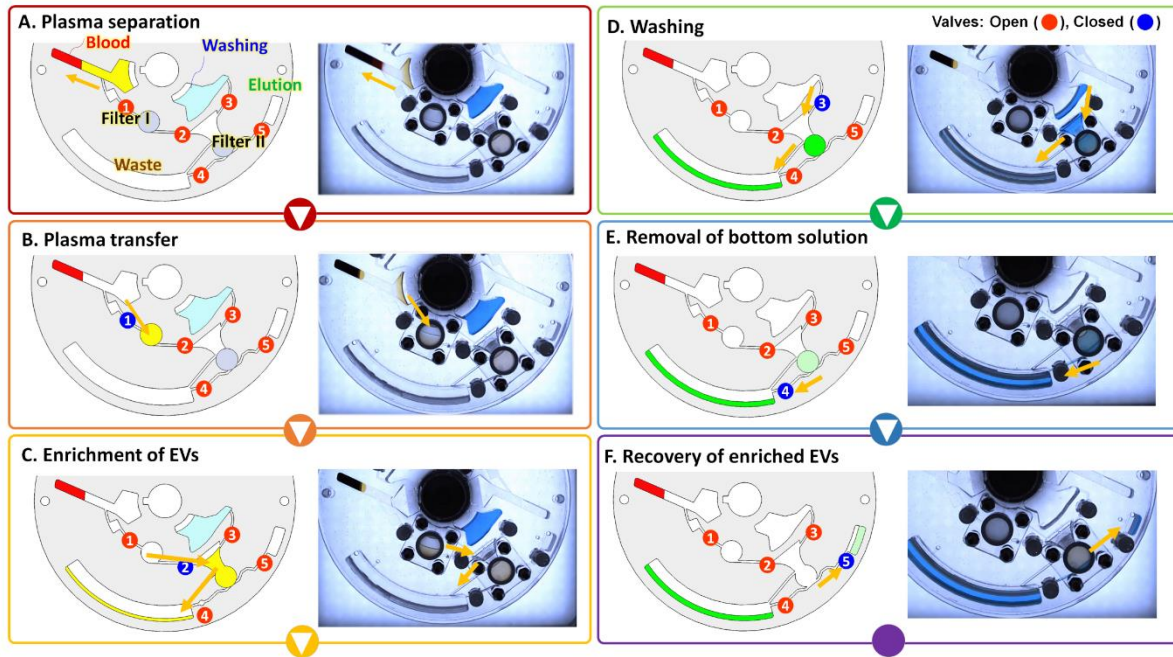 A. Plasma separation
Blood
Washing
Elution
1
Filter I
2
3
5
Filter II
Waste
4
B. Plasma transfer
1
2
3
5
4
C. Enrichment of EVs
1
2
3
5
4
D. Washing
Valves: Open ( ), Closed ( )
1
2
3
5
4
E. Removal of bottom solution
1
2
3
5
4
F. Recovery of enriched EVs
1
2
3
5
4